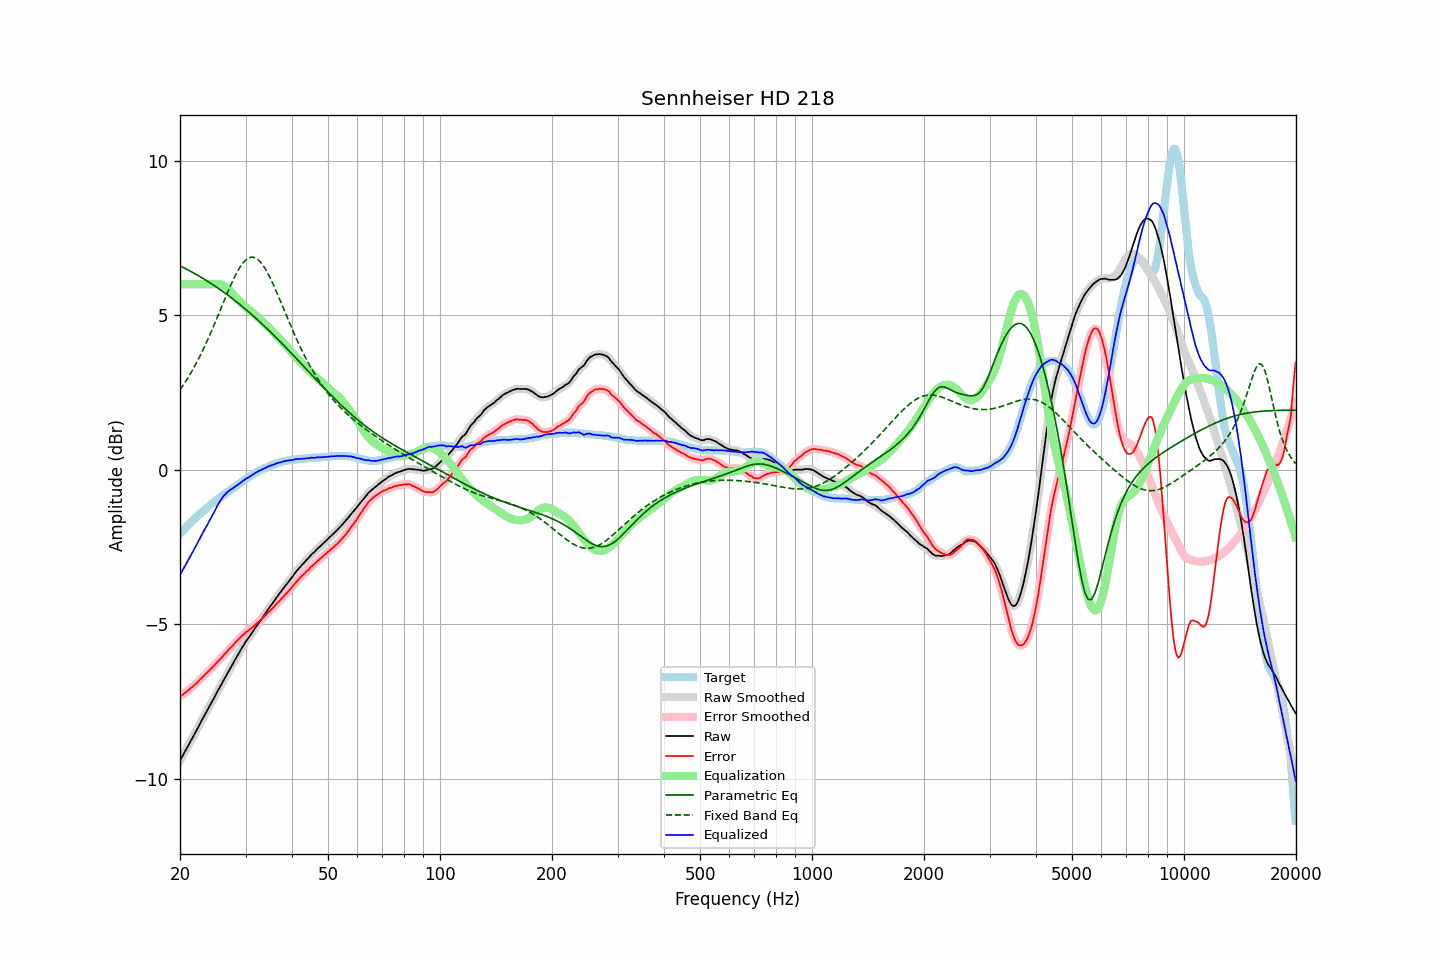 Sennheiser HD 218
Amplitude (dBr)
10
5
0
−5
−10
Target
Raw Smoothed
Error Smoothed
Raw
Error
Equalization
Parametric Eq
Fixed Band Eq
Equalized
20 50 100 200 500 1000 2000 5000 10000 20000
Frequency (Hz)